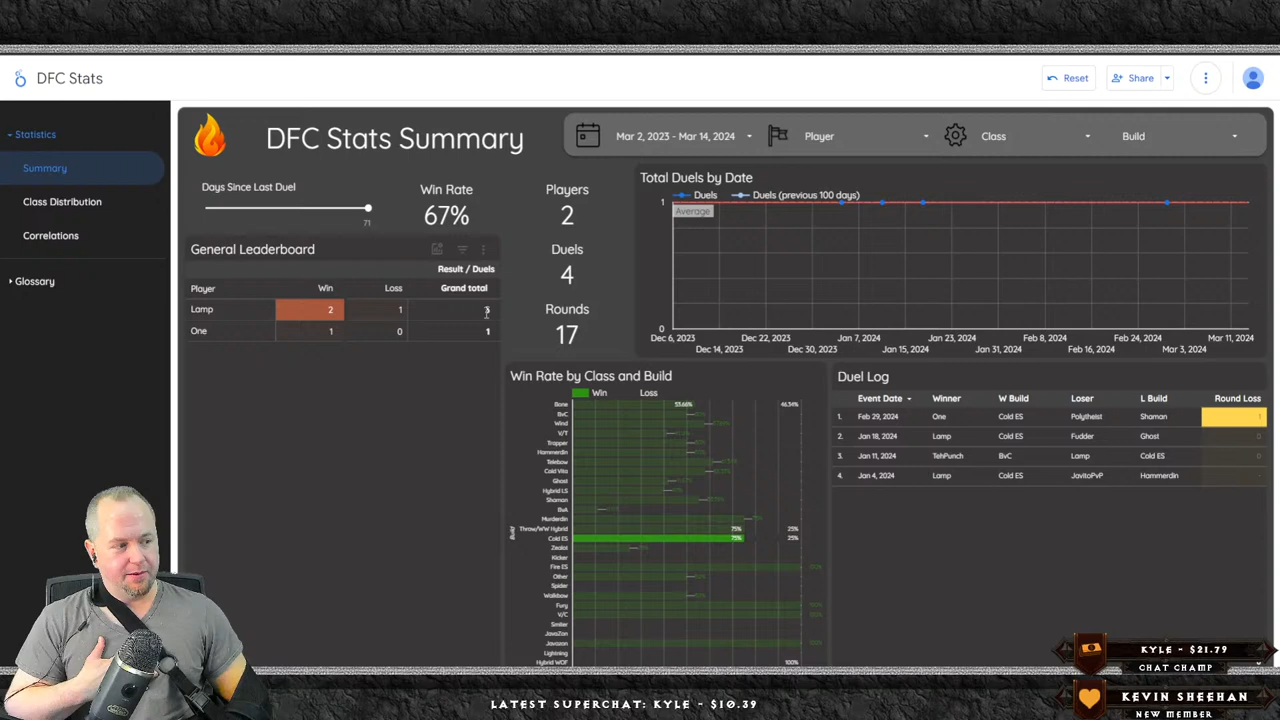 DFC Stats
Reset
Share
Statistics
Summary
Class Distribution
Correlations
Glossary
DFC Stats Summary
Mar 2, 2023 - Mar 14, 2024
Player
Class
Build
Days Since Last Duel
71
Win Rate
67%
Players
2
Duels
4
Rounds
17
General Leaderboard
Result / Duels
Player Win Loss Grand total
Lamp 2 1 3
One 1 0 1
Total Duels by Date
Duels Duels (previous 100 days)
1
Average
0
Dec 6, 2023 Dec 22, 2023 Jan 7, 2024 Jan 23, 2024 Feb 8, 2024 Feb 24, 2024 Mar 11, 2024
Dec 14, 2023 Dec 30, 2023 Jan 15, 2024 Jan 31, 2024 Feb 16, 2024 Mar 3, 2024
Win Rate by Class and Build
Win Loss
Build
Bone 53.66% 46.34%
BvC
Wind
V/T
Trapper
Hammerdin
Telebow
Cold Vita
Ghost
Hybrid LS
Shaman
BvA
Murderdin
Throw/WW Hybrid 75% 25%
Cold ES 75% 25%
Zealot
Kicker
Fire ES
Other
Spider
Walkbow
Fury
V/C
Smiter
JavaZon
Javazon
Lightning
Hybrid WOF 100%
Duel Log
Event Date Winner W Build Loser L Build Round Loss
1. Feb 29, 2024 One Cold ES Polytheist Shaman 1
2. Jan 18, 2024 Lamp Cold ES Fudder Ghost 0
3. Jan 11, 2024 TehPunch BvC Lamp Cold ES 0
4. Jan 4, 2024 Lamp Cold ES JavitoPvP Hammerdin
KYLE - $21.79
CHAT CHAMP
KEVIN SHEEHAN
NEW MEMBER
LATEST SUPERCHAT: KYLE - $10.39